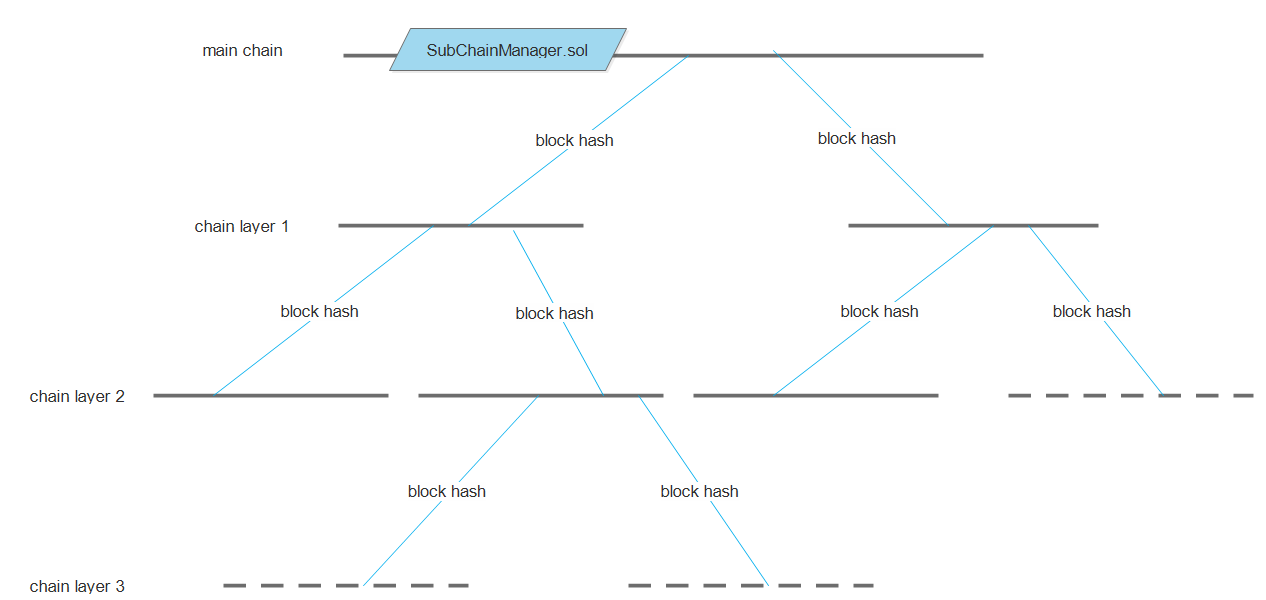 main chain
SubChainManager.sol
block hash
block hash
chain layer 1
block hash
block hash
block hash
block hash
chain layer 2
block hash
block hash
chain layer 3